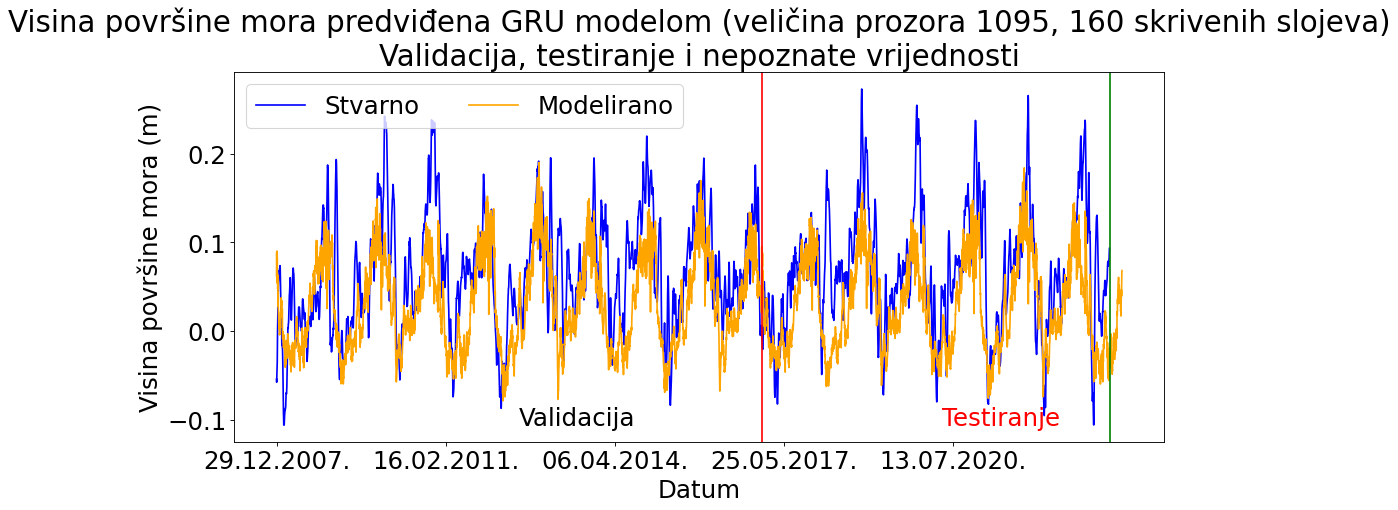 Visina površine mora predviđena GRU modelom (veličina prozora 1095, 160 skrivenih slojeva)
Validacija, testiranje i nepoznate vrijednosti
Stvarno Modelirano
Visina površine mora (m)
0.2
0.1
0.0
−0.1
Validacija Testiranje
29.12.2007. 16.02.2011. 06.04.2014. 25.05.2017. 13.07.2020.
Datum